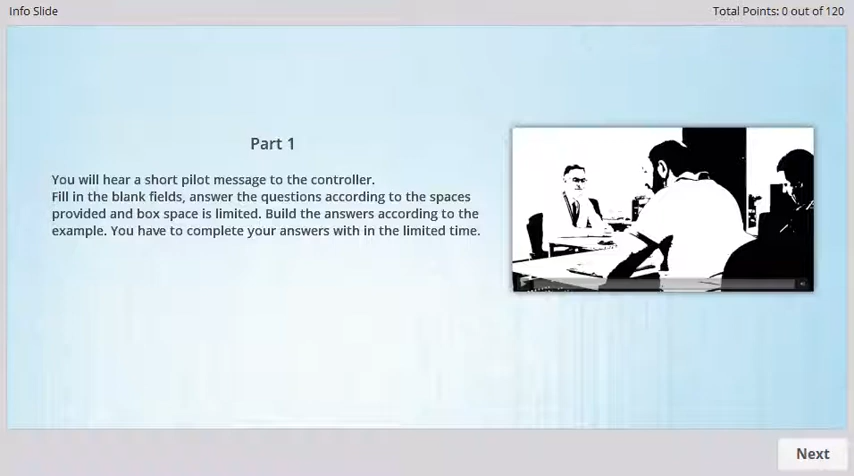 Info Slide
Total Points: 0 out of 120
Part 1
You will hear a short pilot message to the controller.
Fill in the blank fields, answer the questions according to the spaces
provided and box space is limited. Build the answers according to the
example. You have to complete your answers with in the limited time.
Next